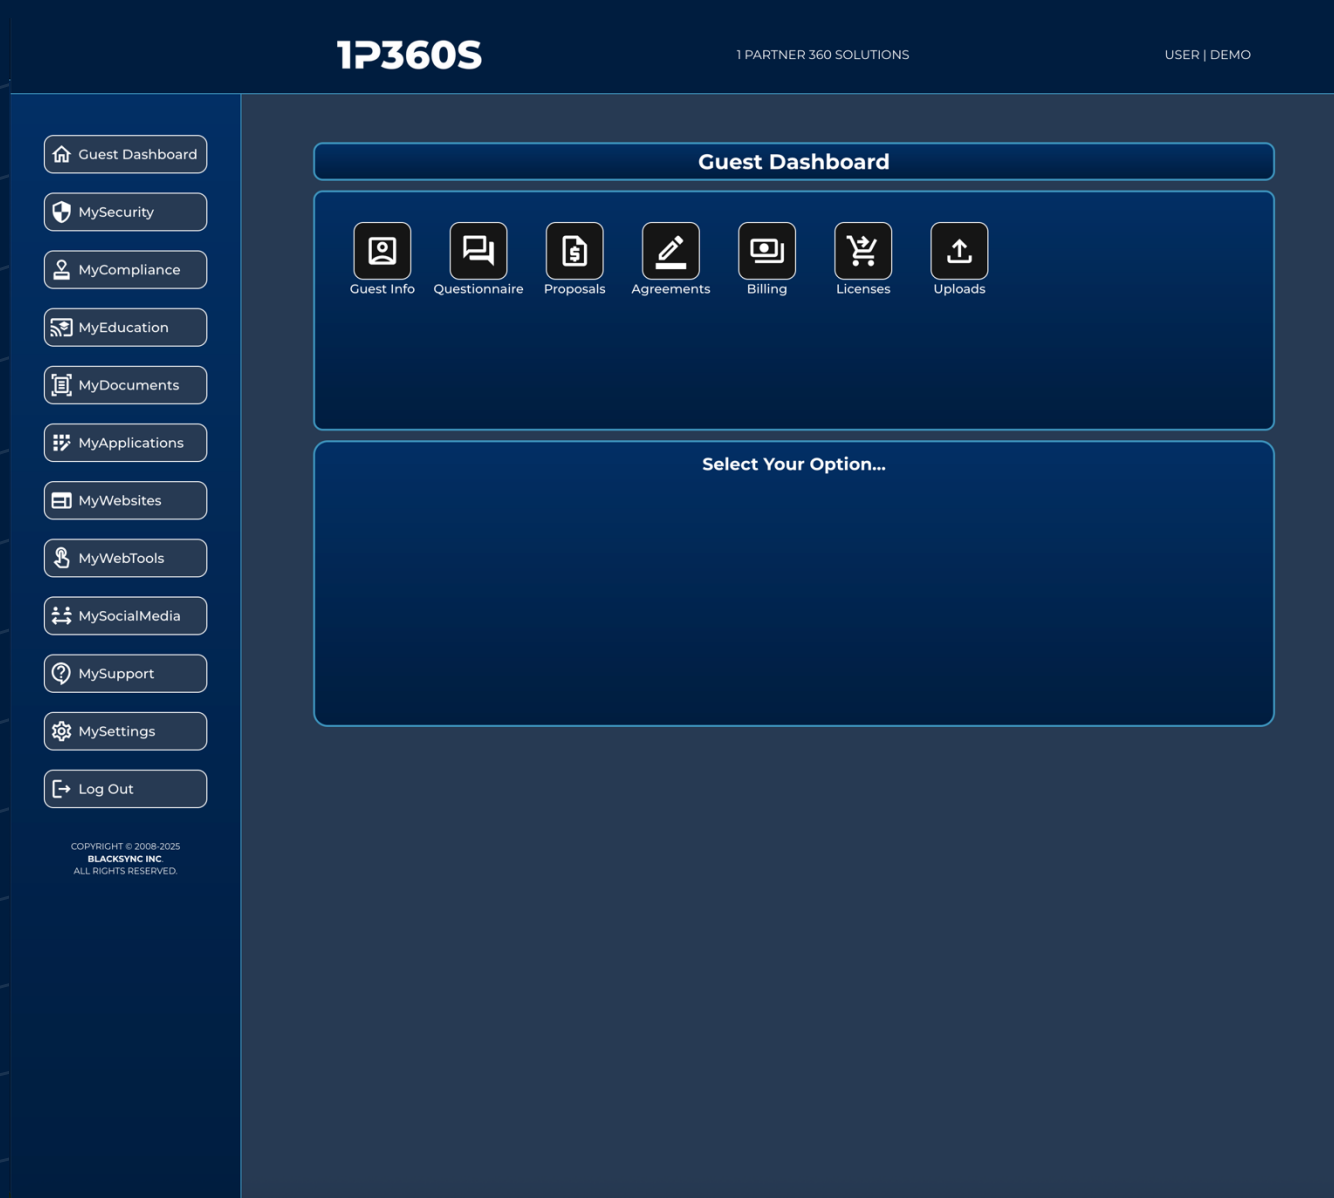 1P360S
1 PARTNER 360 SOLUTIONS
USER | DEMO
Guest Dashboard
MySecurity
MyCompliance
MyEducation
MyDocuments
MyApplications
MyWebsites
MyWebTools
MySocialMedia
MySupport
MySettings
Log Out
COPYRIGHT © 2008-2025
BLACKSYNC INC.
ALL RIGHTS RESERVED.
Guest Dashboard
Guest Info
Questionnaire
Proposals
Agreements
Billing
Licenses
Uploads
Select Your Option...